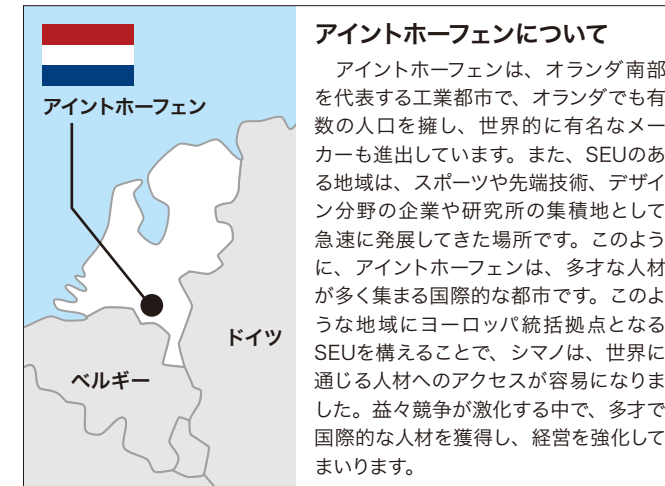 アイントホーフェン
ドイツ
ベルギー
アイントホーフェンについて
　アイントホーフェンは、オランダ南部
を代表する工業都市で、オランダでも有
数の人口を擁し、世界的に有名なメー
カーも進出しています。また、SEUのあ
る地域は、スポーツや先端技術、デザイ
ン分野の企業や研究所の集積地として
急速に発展してきた場所です。このよう
に、アイントホーフェンは、多才な人材
が多く集まる国際的な都市です。このよ
うな地域にヨーロッパ統括拠点となる
SEUを構えることで、シマノは、世界に
通じる人材へのアクセスが容易になりま
した。益々競争が激化する中で、多才で
国際的な人材を獲得し、経営を強化して
まいります。